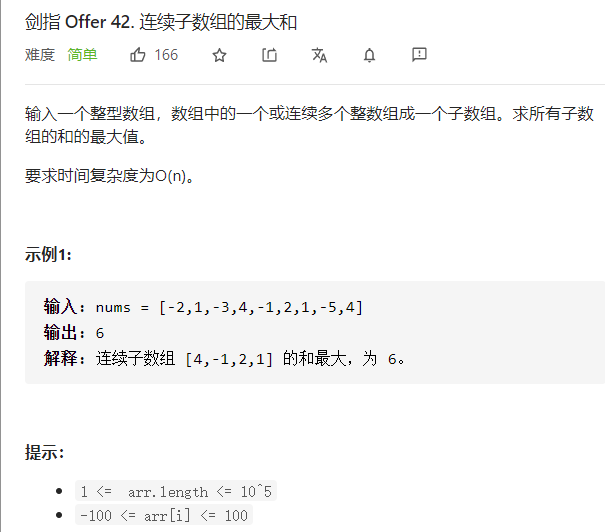 剑指 Offer 42. 连续子数组的最大和
难度 简单 166
输入一个整型数组，数组中的一个或连续多个整数组成一个子数组。求所有子数
组的和的最大值。
要求时间复杂度为O(n)。
示例1:
输入: nums = [-2,1,-3,4,-1,2,1,-5,4]
输出: 6
解释: 连续子数组 [4,-1,2,1] 的和最大，为 6。
提示:
1 <= arr.length <= 10^5
-100 <= arr[i] <= 100